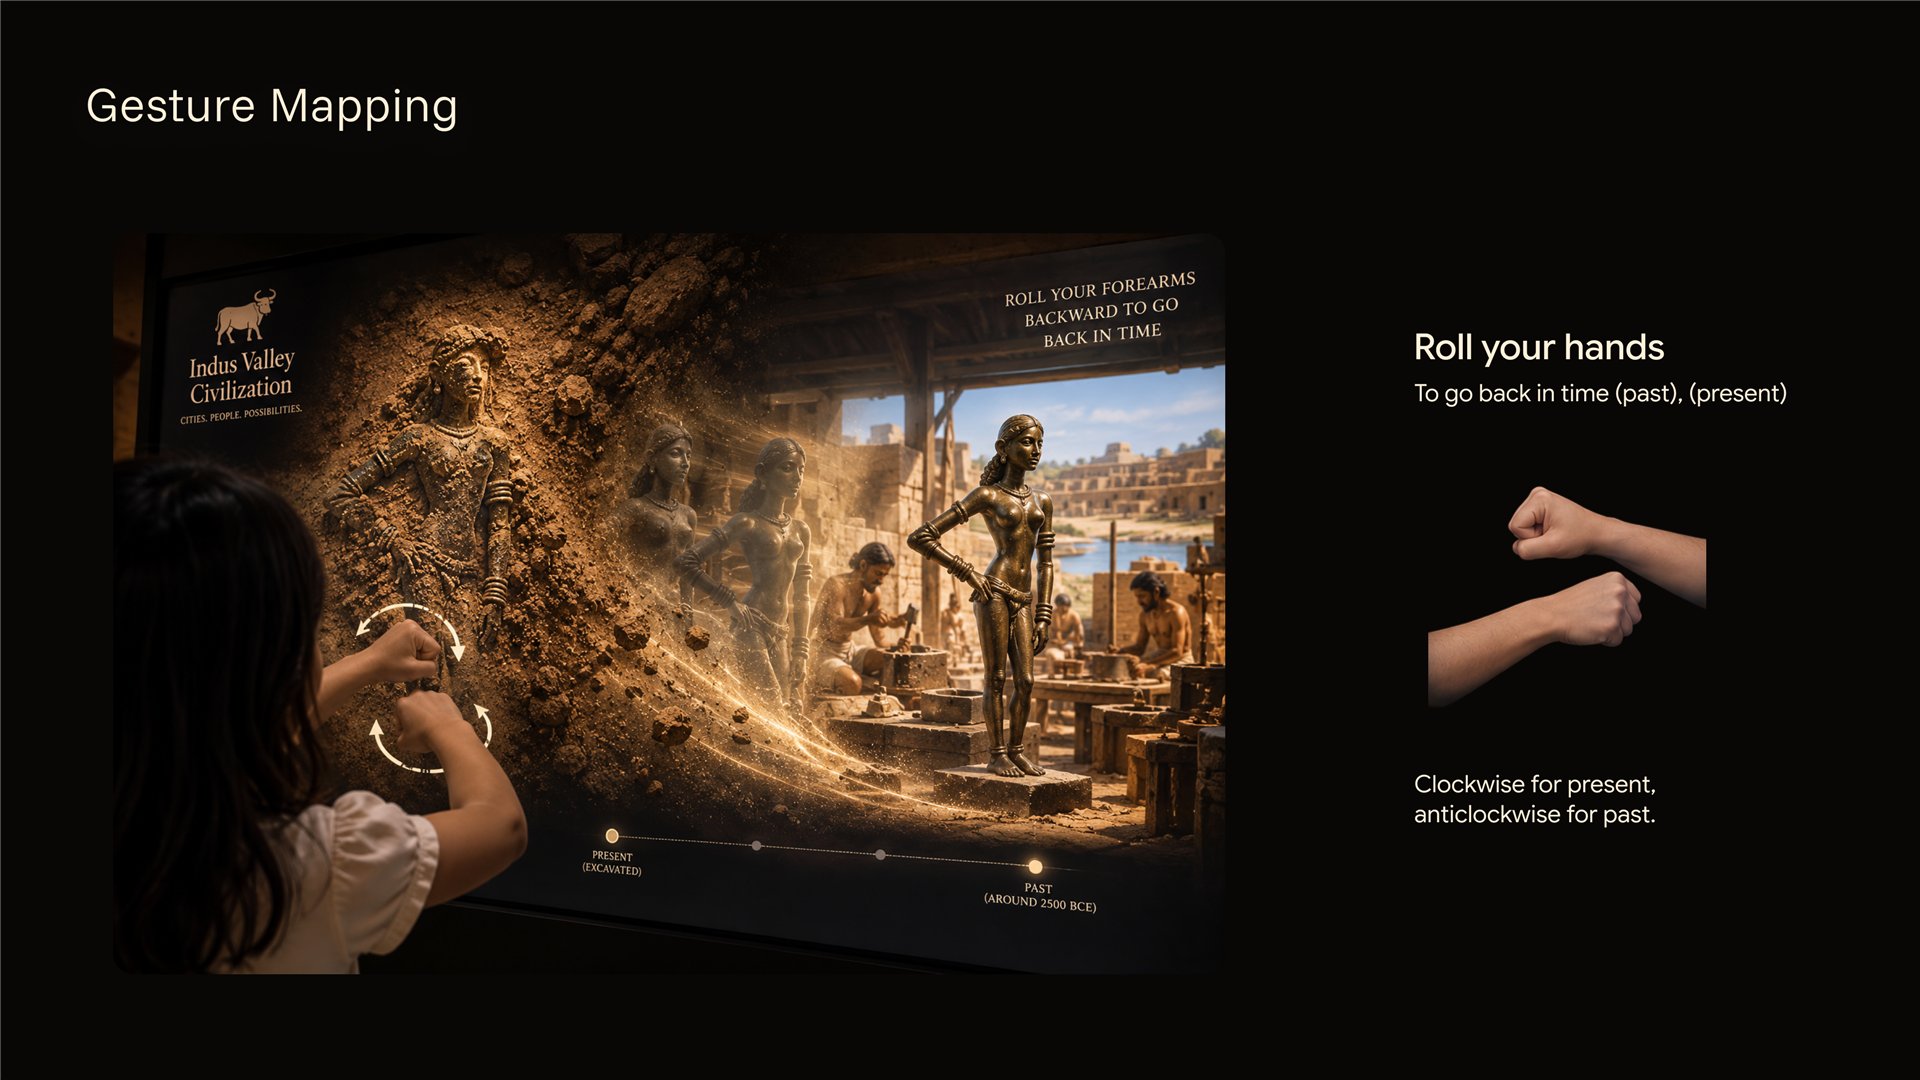 Gesture Mapping
Indus Valley
Civilization
CITIES. PEOPLE. POSSIBILITIES.
ROLL YOUR FOREARMS
BACKWARD TO GO
BACK IN TIME
PRESENT
(EXCAVATED)
PAST
(AROUND 2500 BCE)
Roll your hands
To go back in time (past), (present)
Clockwise for present,
anticlockwise for past.